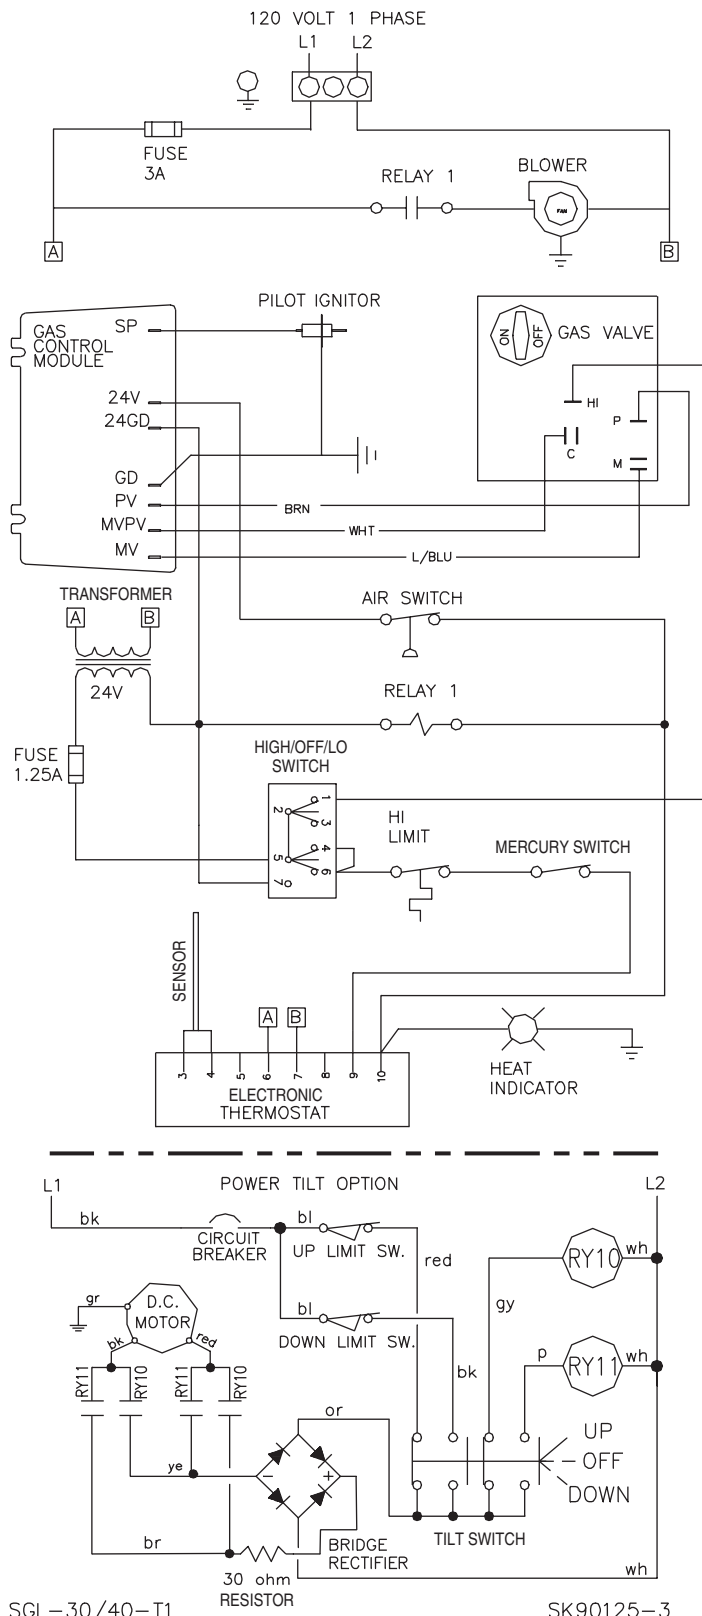 120 VOLT 1 PHASE
L1 L2
FUSE
3A
RELAY 1
BLOWER
FAN
A
B
PILOT IGNITOR
GAS
CONTROL
MODULE
SP
24V
24GD
GD
PV
MVPV
MV
ON
OFF
GAS VALVE
HI
P
C
M
BRN
WHT
L/BLU
TRANSFORMER
A
B
24V
AIR SWITCH
RELAY 1
FUSE
1.25A
HIGH/OFF/LO
SWITCH
1
2
3
4
5
6
7
HI
LIMIT
MERCURY SWITCH
SENSOR
A
B
3 4 5 6 7 8 9 10
ELECTRONIC
THERMOSTAT
HEAT
INDICATOR
L1
POWER TILT OPTION
L2
bk
CIRCUIT
BREAKER
bl
UP LIMIT SW.
red
RY10
wh
gy
gr
D.C.
MOTOR
bk
red
bl
DOWN LIMIT SW.
bk
p
RY11
wh
RY11
RY10
RY11
RY10
or
UP
OFF
DOWN
ye
-
+
TILT SWITCH
br
BRIDGE
RECTIFIER
30 ohm
RESISTOR
wh
SGL-30/40-T1
SK90125-3